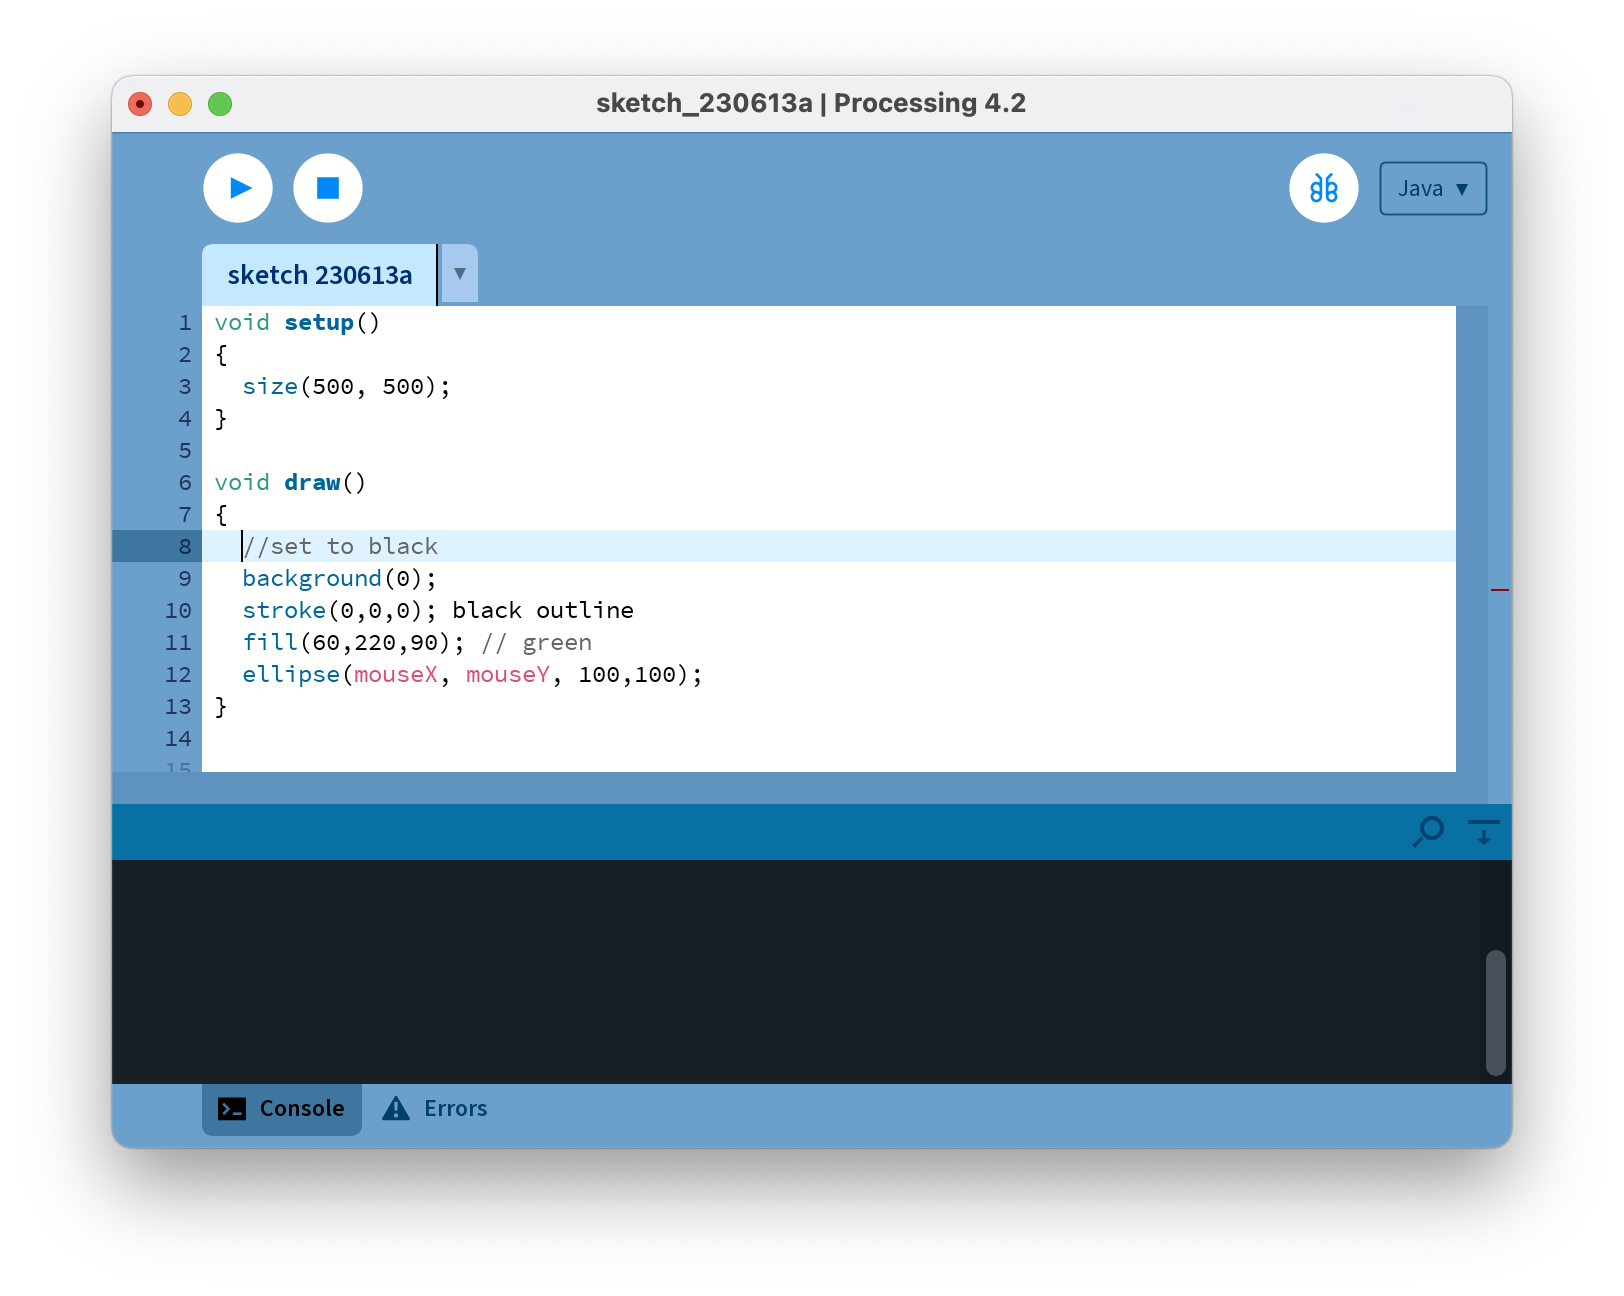 sketch_230613a | Processing 4.2
Java ▼
sketch 230613a ▼
1 void setup()
2 {
3   size(500, 500);
4 }
5
6 void draw()
7 {
8   //set to black
9   background(0);
10   stroke(0,0,0); black outline
11   fill(60,220,90); // green
12   ellipse(mouseX, mouseY, 100,100);
13 }
14
15
Console Errors